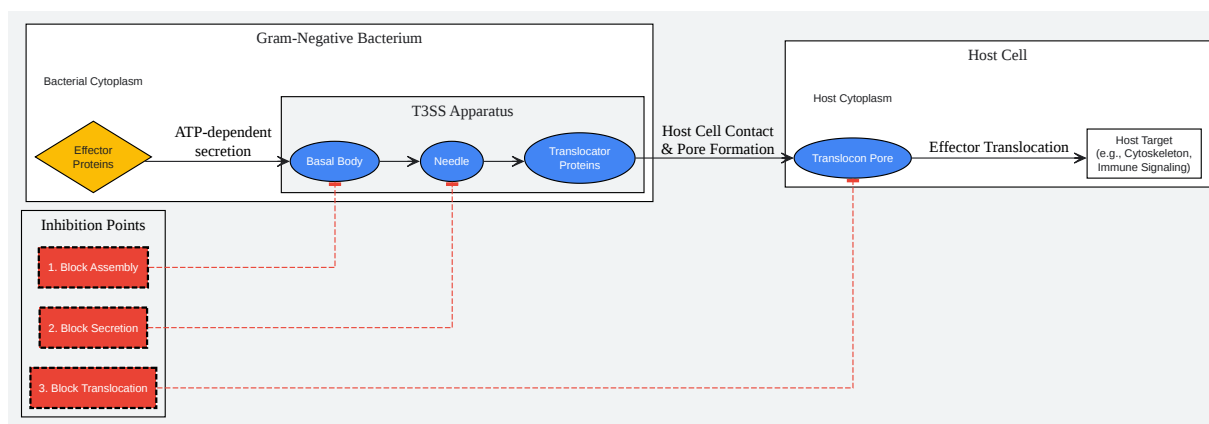 Gram-Negative Bacterium
Bacterial Cytoplasm
Effector
Proteins
ATP-dependent
secretion
T3SS Apparatus
Basal Body
Needle
Translocator
Proteins
Host Cell Contact
& Pore Formation
Host Cell
Host Cytoplasm
Translocon Pore
Effector Translocation
Host Target
(e.g., Cytoskeleton,
Immune Signaling)
Inhibition Points
1. Block Assembly
2. Block Secretion
3. Block Translocation